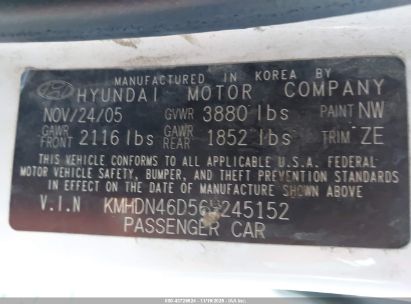 MANUFACTURED IN KOREA BY
HYUNDAI MOTOR COMPANY
NOV/24/05 GVWR 3880 lbs PAINT NW
GAWR FRONT 2116 lbs GAWR REAR 1852 lbs TRIM ZE
THIS VEHICLE CONFORMS TO ALL APPLICABLE U.S.A. FEDERAL
MOTOR VEHICLE SAFETY, BUMPER, AND THEFT PREVENTION STANDARDS
IN EFFECT ON THE DATE OF MANUFACTURE SHOWN ABOVE
V.I.N
PASSENGER CAR